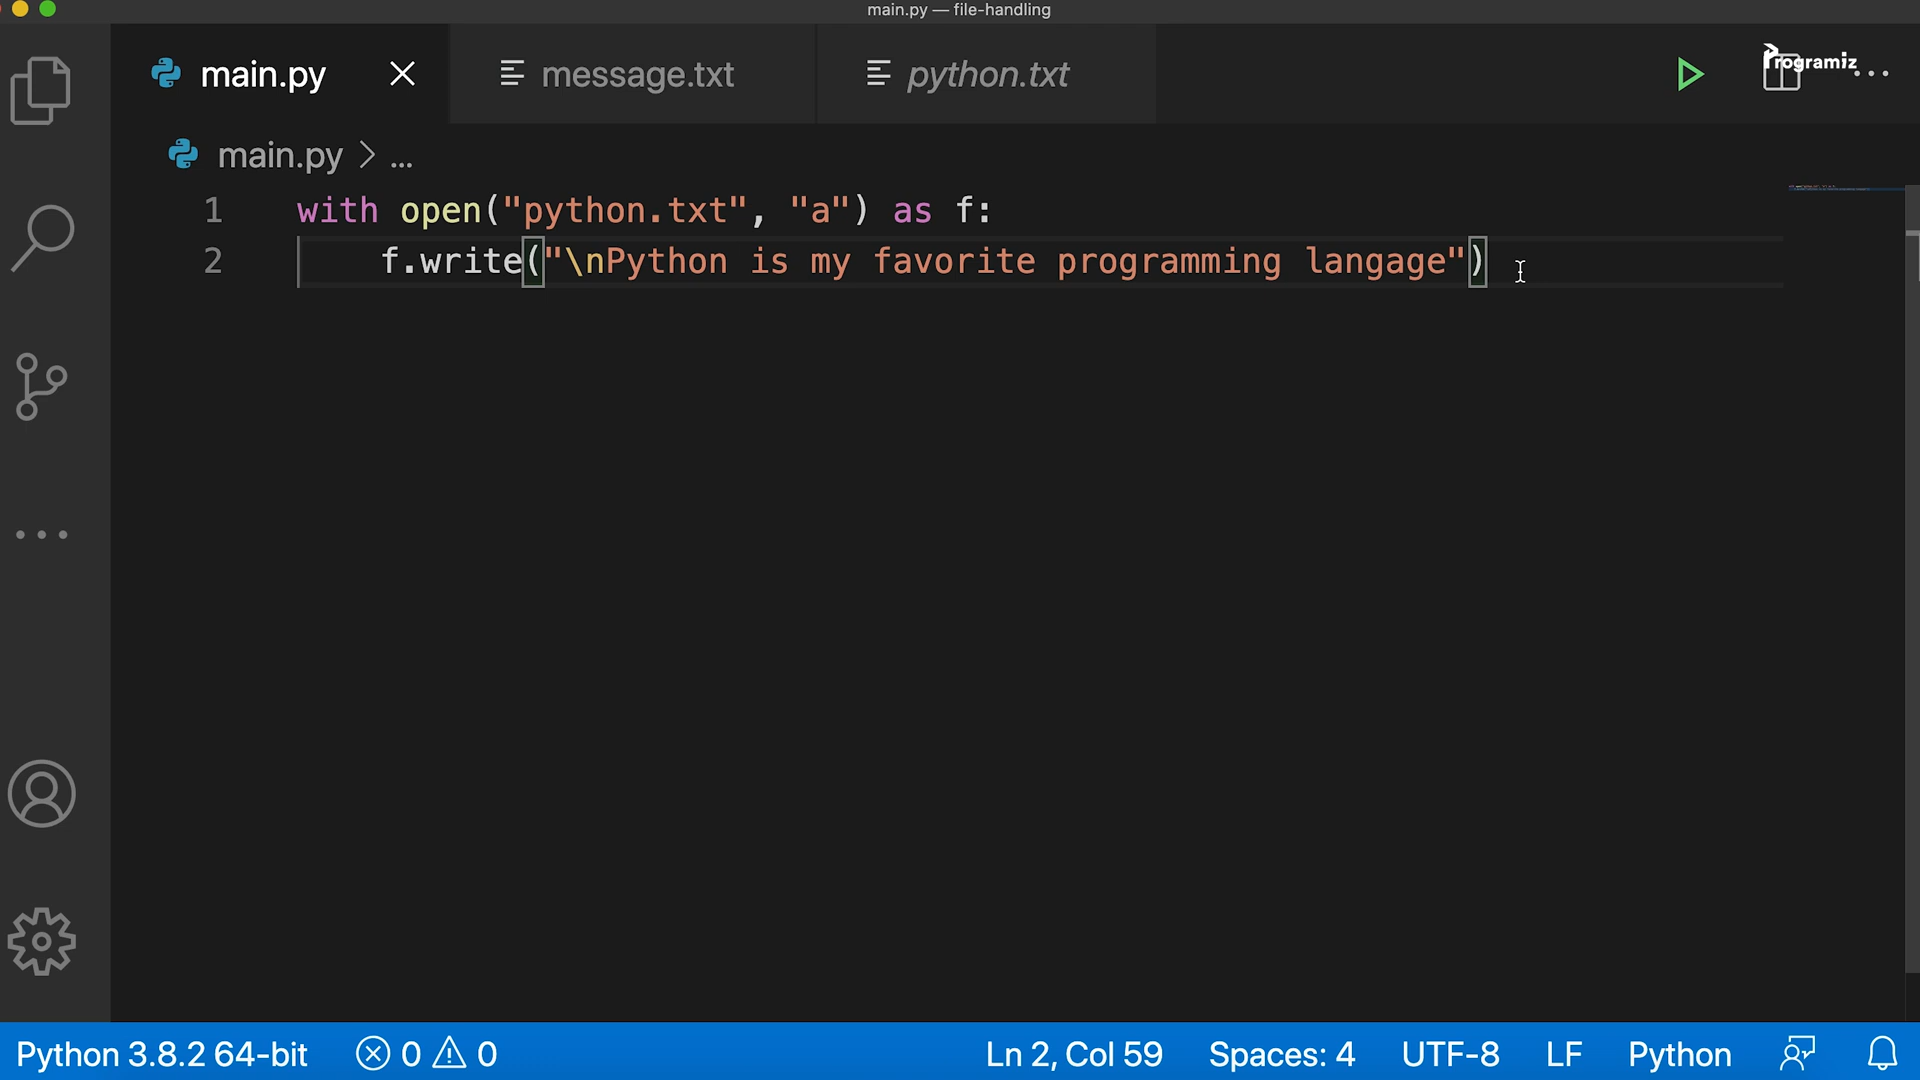 main.py — file-handling
main.py
message.txt
python.txt
Programiz
main.py > ...
1 with open("python.txt", "a") as f:
2 f.write("\nPython is my favorite programming langage")
Python 3.8.2 64-bit 0 0 Ln 2, Col 59 Spaces: 4 UTF-8 LF Python